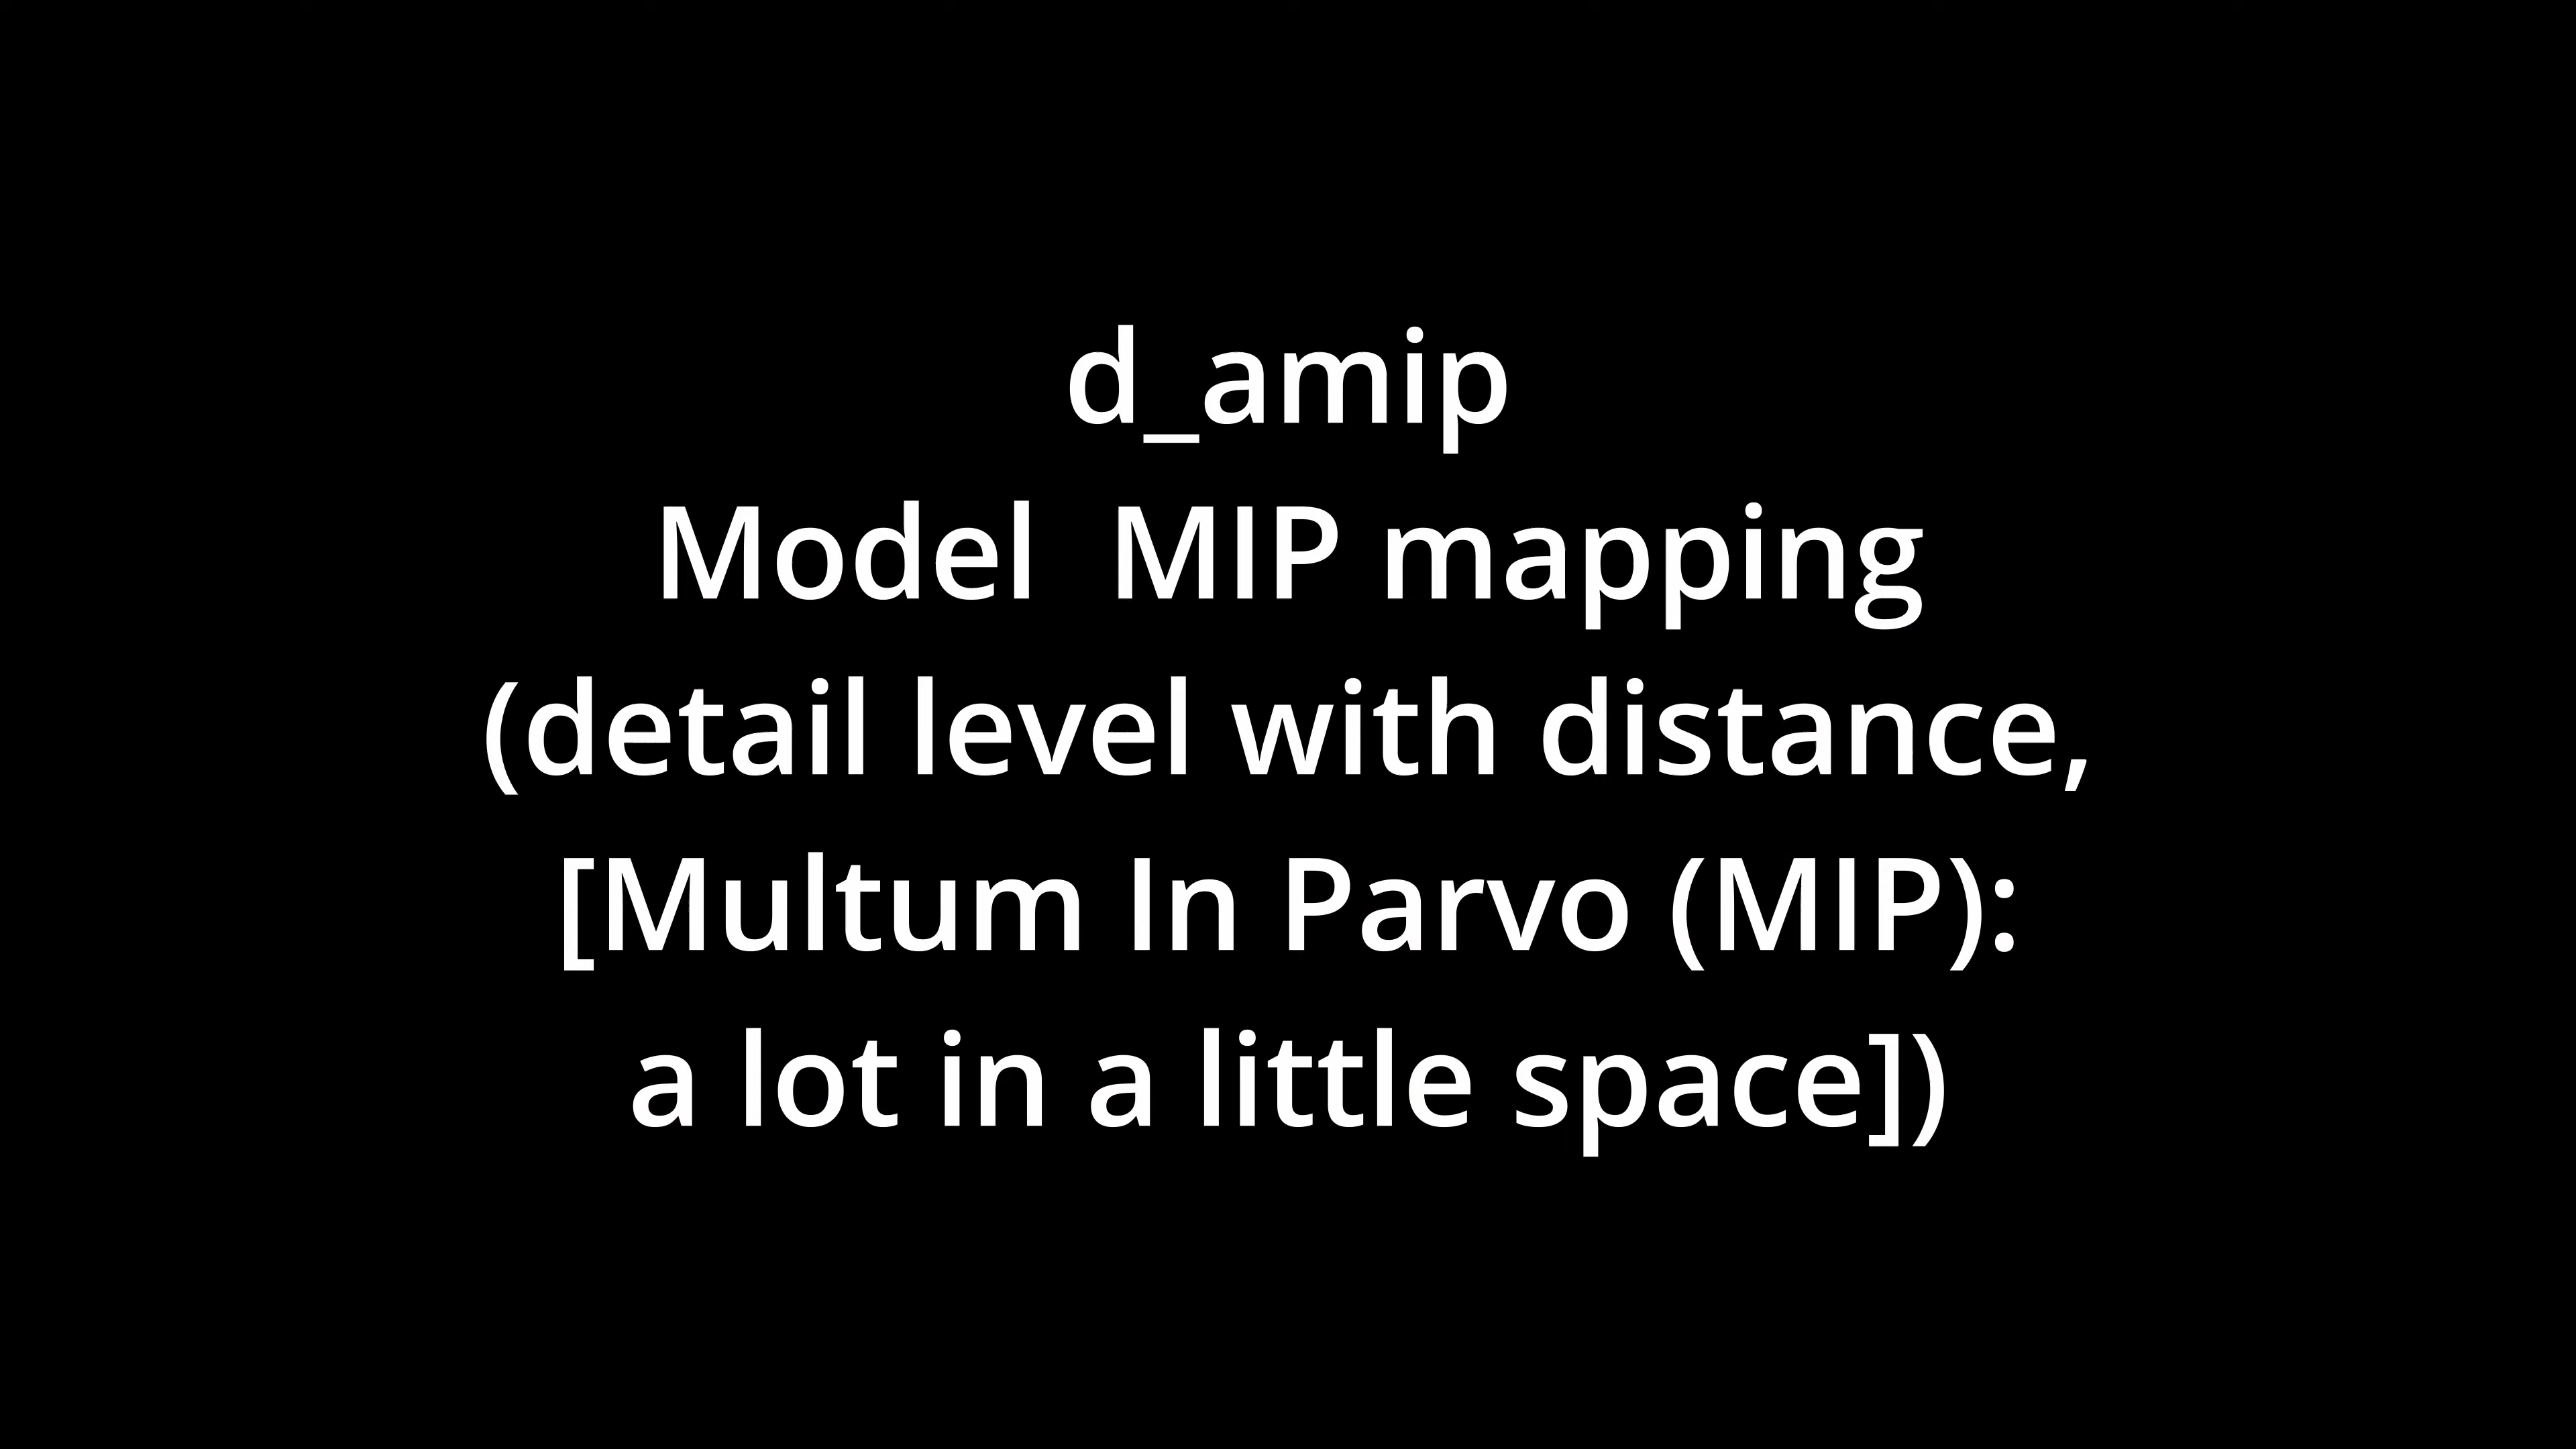 d_amip
Model  MIP mapping
(detail level with distance,
[Multum In Parvo (MIP):
a lot in a little space])